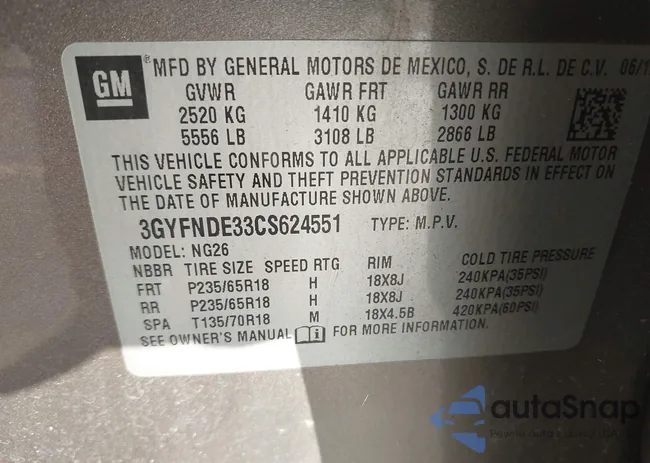 GM
MFD BY GENERAL MOTORS DE MEXICO, S. DE R.L. DE C.V. 06/1
GVWR GAWR FRT GAWR RR
2520 KG 1410 KG 1300 KG
5556 LB 3108 LB 2866 LB
THIS VEHICLE CONFORMS TO ALL APPLICABLE U.S. FEDERAL MOTOR
VEHICLE SAFETY AND THEFT PREVENTION STANDARDS IN EFFECT ON
THE DATE OF MANUFACTURE SHOWN ABOVE.
3GYFNDE33CS624551 TYPE: M.P.V.
MODEL: NG26
NBBR TIRE SIZE SPEED RTG RIM COLD TIRE PRESSURE
FRT P235/65R18 H 18X8J 240KPA(35PSI)
RR P235/65R18 H 18X8J 240KPA(35PSI)
SPA T135/70R18 M 18X4.5B 420KPA(60PSI)
SEE OWNER'S MANUAL FOR MORE INFORMATION.
autaSnap